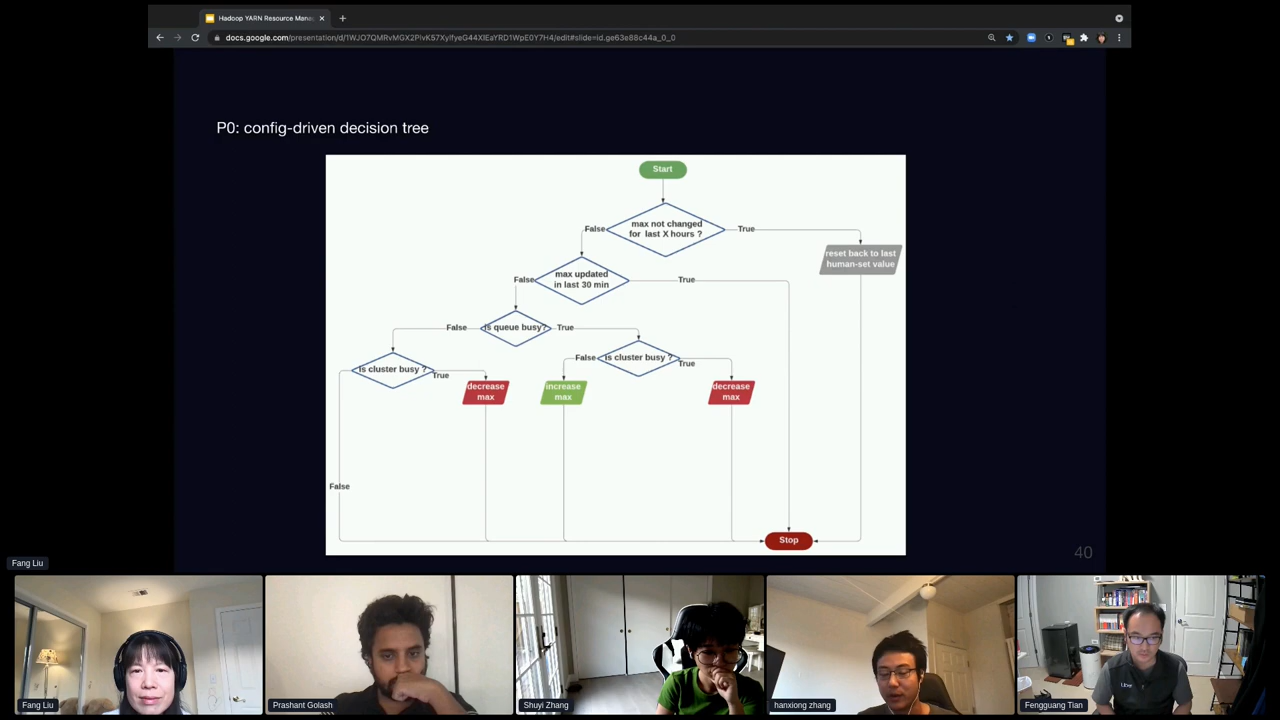 Hadoop YARN Resource Mana
docs.google.com/presentation/d/1WJO7QMRvMGX2PivK57XylfyeG44XIEaYRD1WpE0Y7H4/edit#slide=id.ge63e88c44a_0_0
P0: config-driven decision tree
Start
max not changed
for last X hours ?
False
True
reset back to last
human-set value
max updated
in last 30 min
False
True
is queue busy?
False
True
is cluster busy ?
False
True
is cluster busy ?
True
decrease
max
increase
max
decrease
max
False
Stop
40
Fang Liu
Fang Liu
Prashant Golash
Shuyi Zhang
hanxiong zhang
Fengguang Tian
Uber